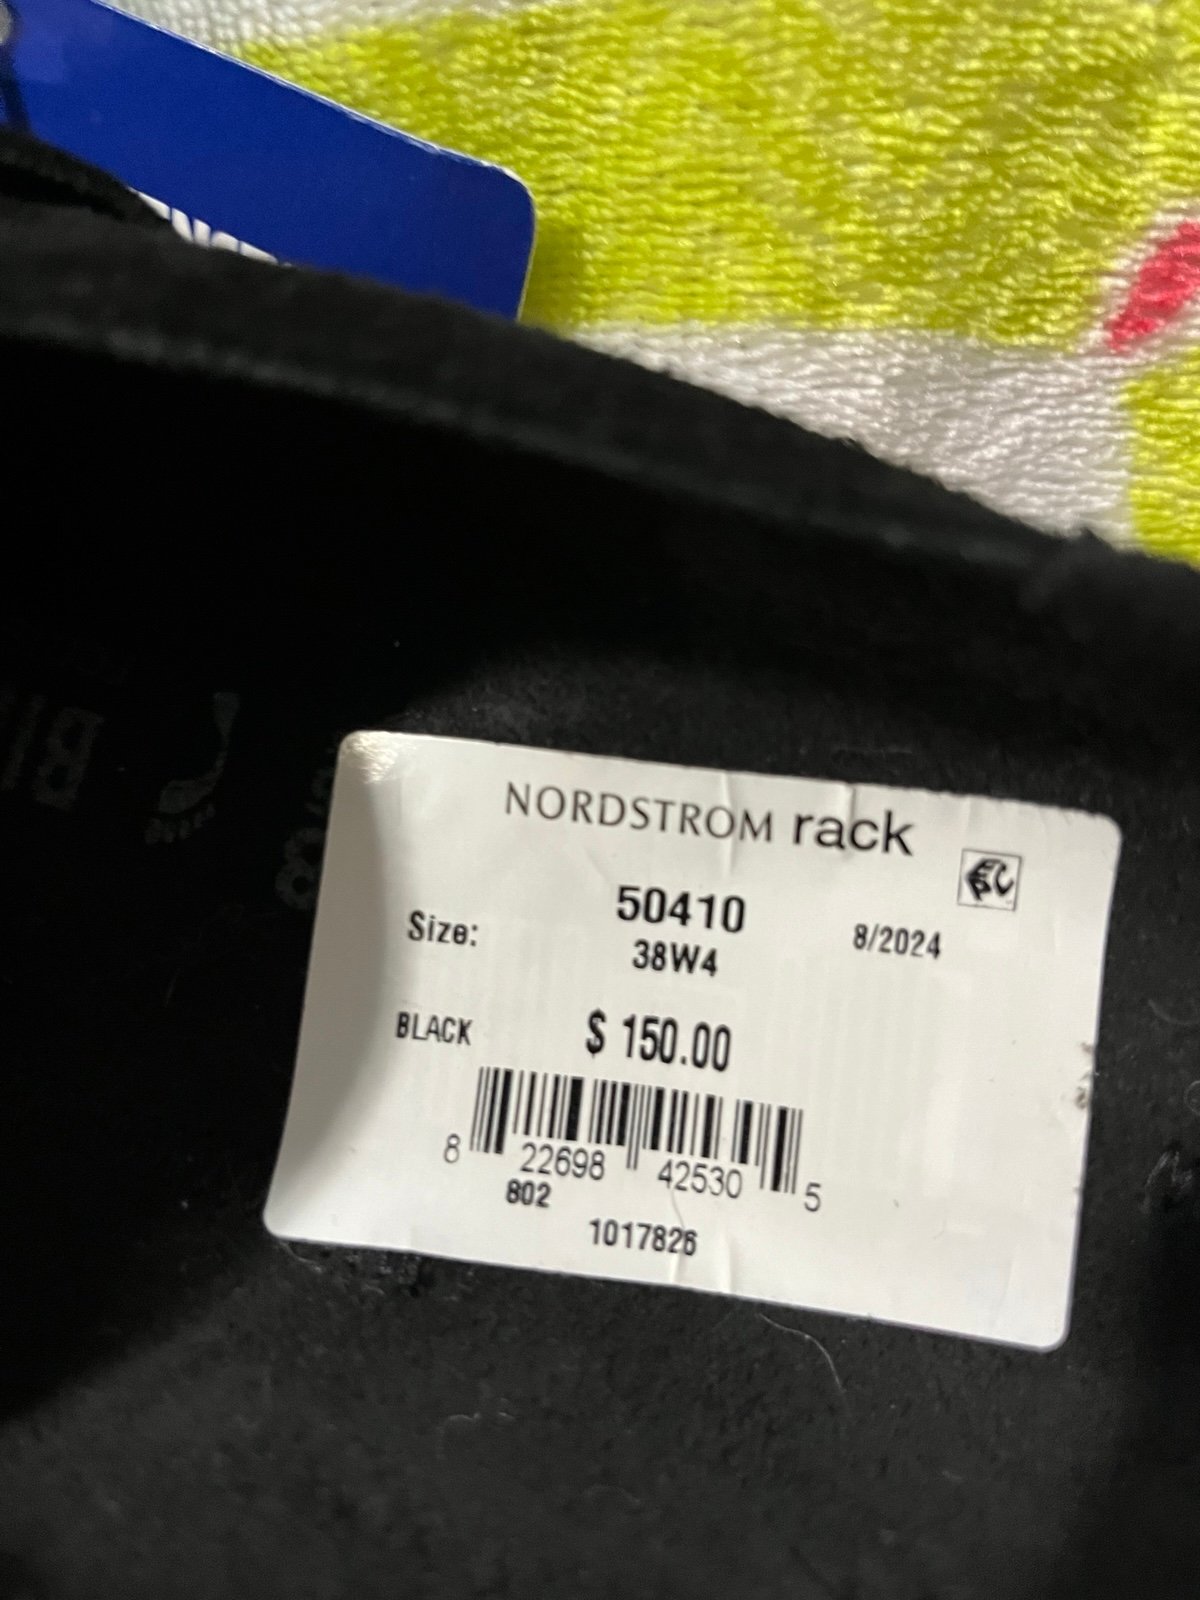 NORDSTROM rack
50410
Size: 38W4 8/2024
BLACK $ 150.00
8 22698 42530 5
802
1017826